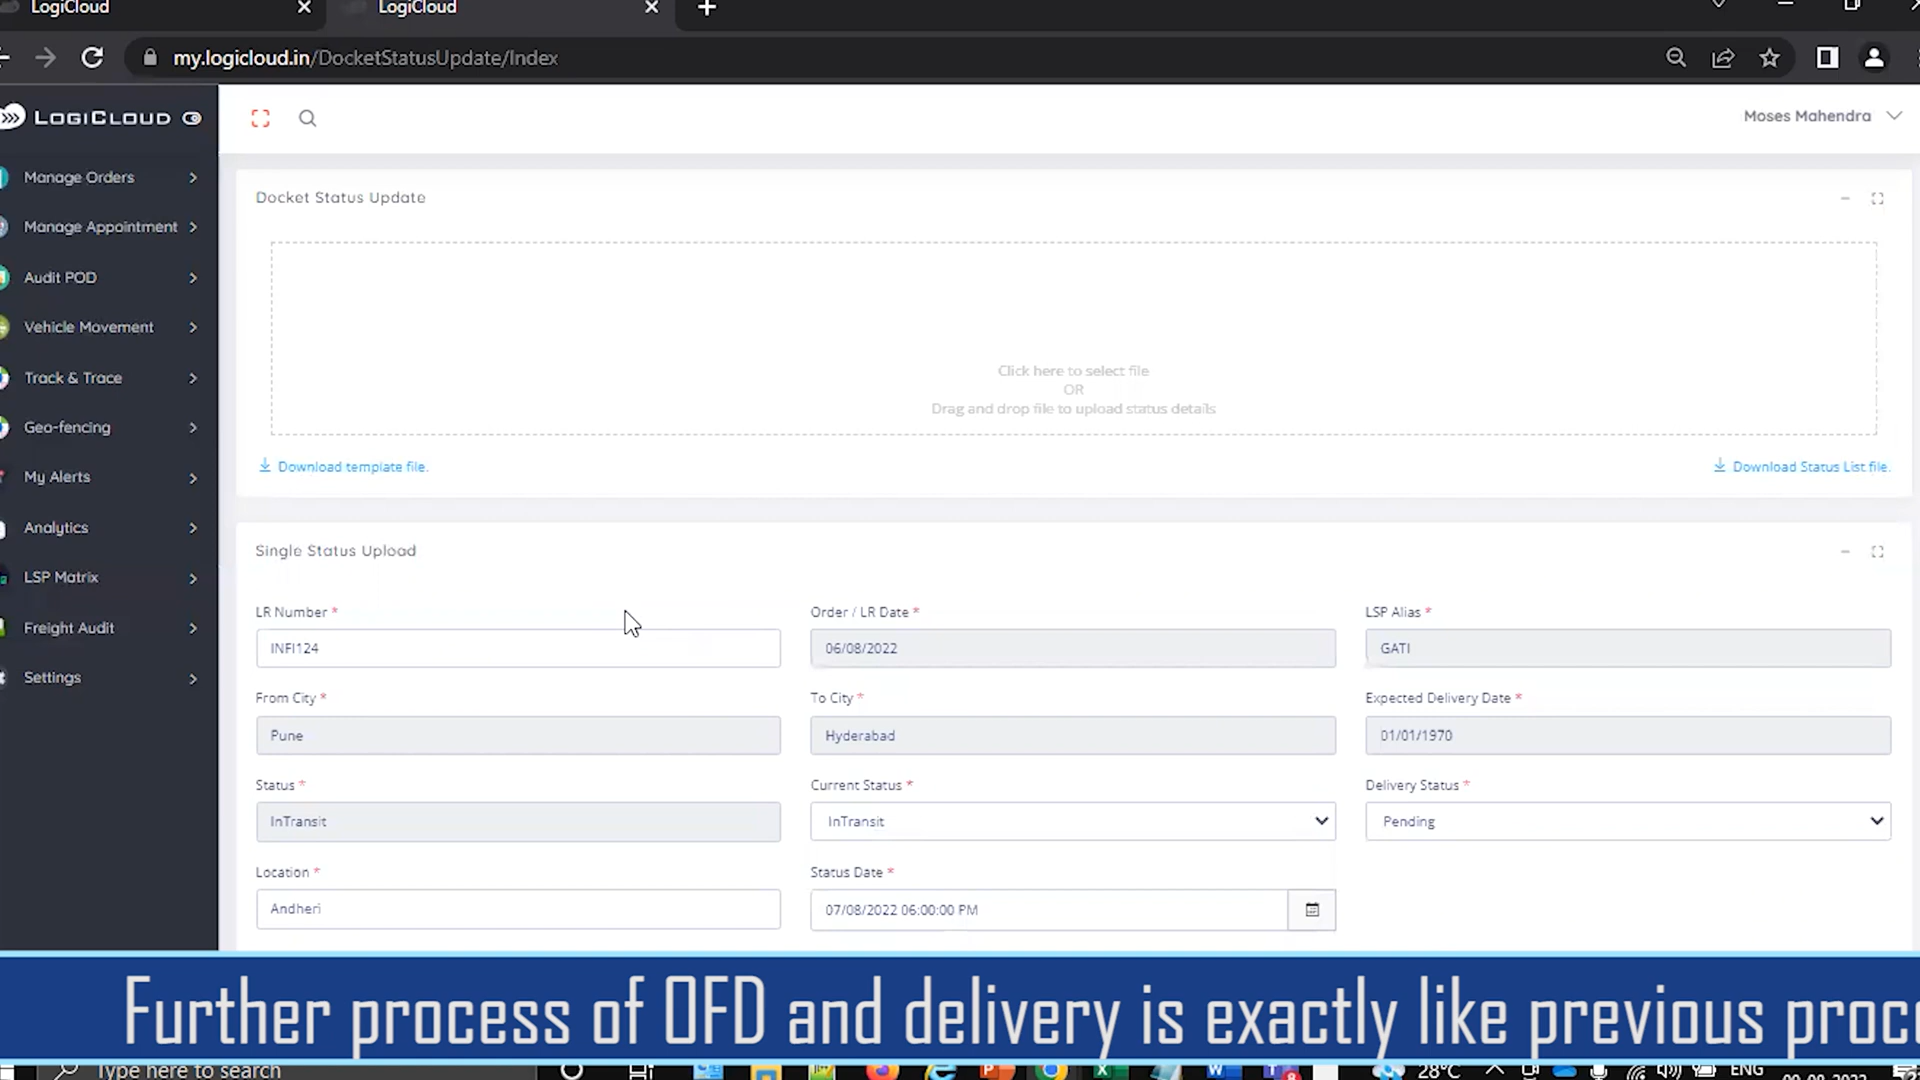 LogiCloud
LogiCloud
my.logicloud.in/DocketStatusUpdate/Index
LOGICLOUD
Moses Mahendra
Manage Orders
Manage Appointment
Audit POD
Vehicle Movement
Track & Trace
Geo-fencing
My Alerts
Analytics
LSP Matrix
Freight Audit
Settings
Docket Status Update
Click here to select file
OR
Drag and drop file to upload status details
Download template file.
Download Status List file.
Single Status Upload
LR Number *
Order / LR Date *
LSP Alias *
INFI124
06/08/2022
GATI
From City *
To City *
Expected Delivery Date *
Pune
Hyderabad
01/01/1970
Status *
Current Status *
Delivery Status *
InTransit
InTransit
Pending
Location *
Status Date *
Andheri
07/08/2022 06:00:00 PM
Further process of OFD and delivery is exactly like previous proc
Type here to search
28°C
ENG